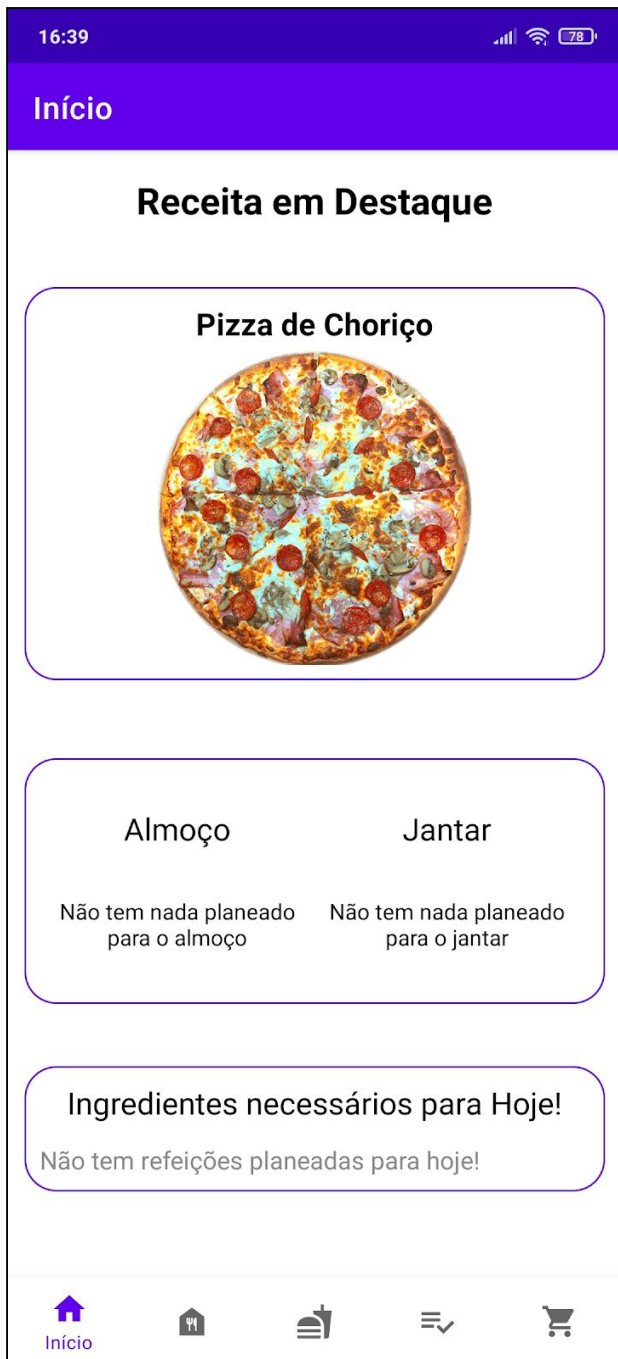 16:39
78
Início
Receita em Destaque
Pizza de Choriço
Almoço
Jantar
Não tem nada planeado
para o almoço
Não tem nada planeado
para o jantar
Ingredientes necessários para Hoje!
Não tem refeições planeadas para hoje!
Início